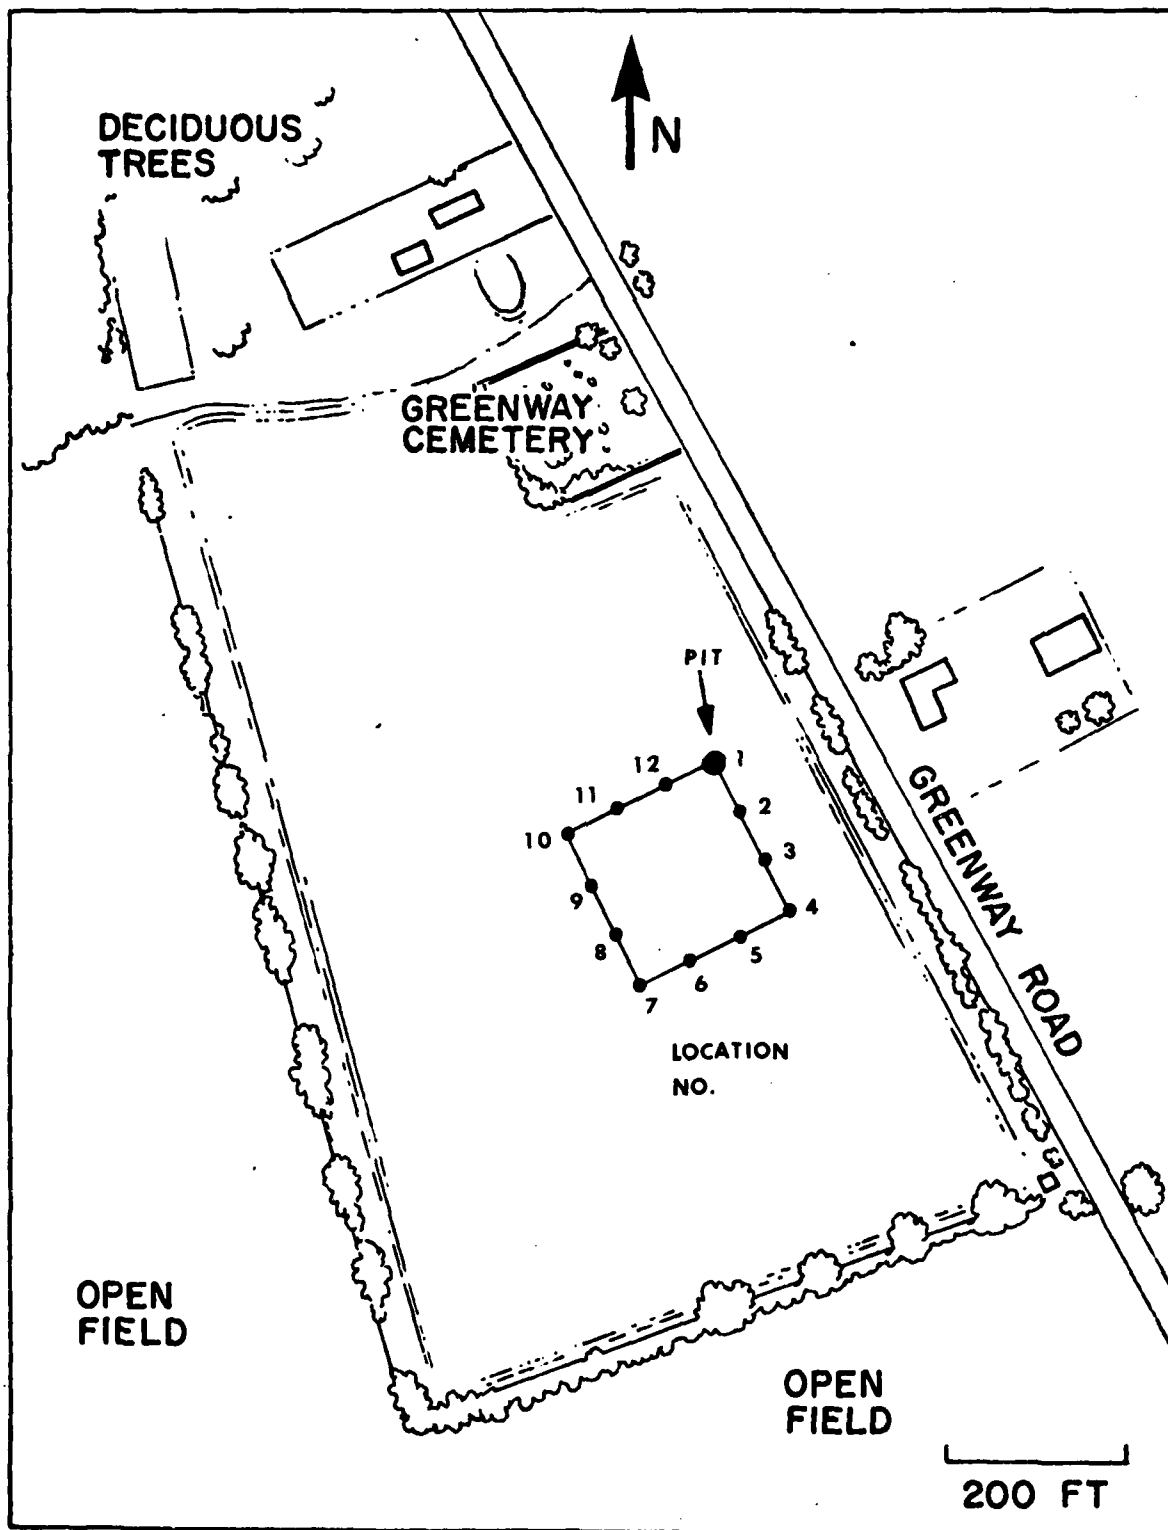 DECIDUOUS
TREES
N
GREENWAY
CEMETERY
PIT
1
12
2
11
10
3
9
4
8
5
6
7
GREENWAY ROAD
LOCATION
NO.
OPEN
FIELD
OPEN
FIELD
200 FT